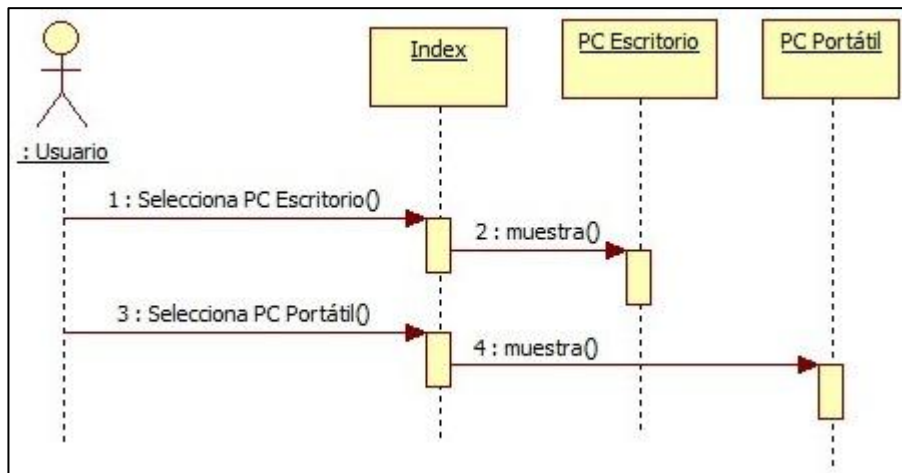 Index
PC Escritorio
PC Portátil
: Usuario
1 : Selecciona PC Escritorio()
2 : muestra()
3 : Selecciona PC Portátil()
4 : muestra()